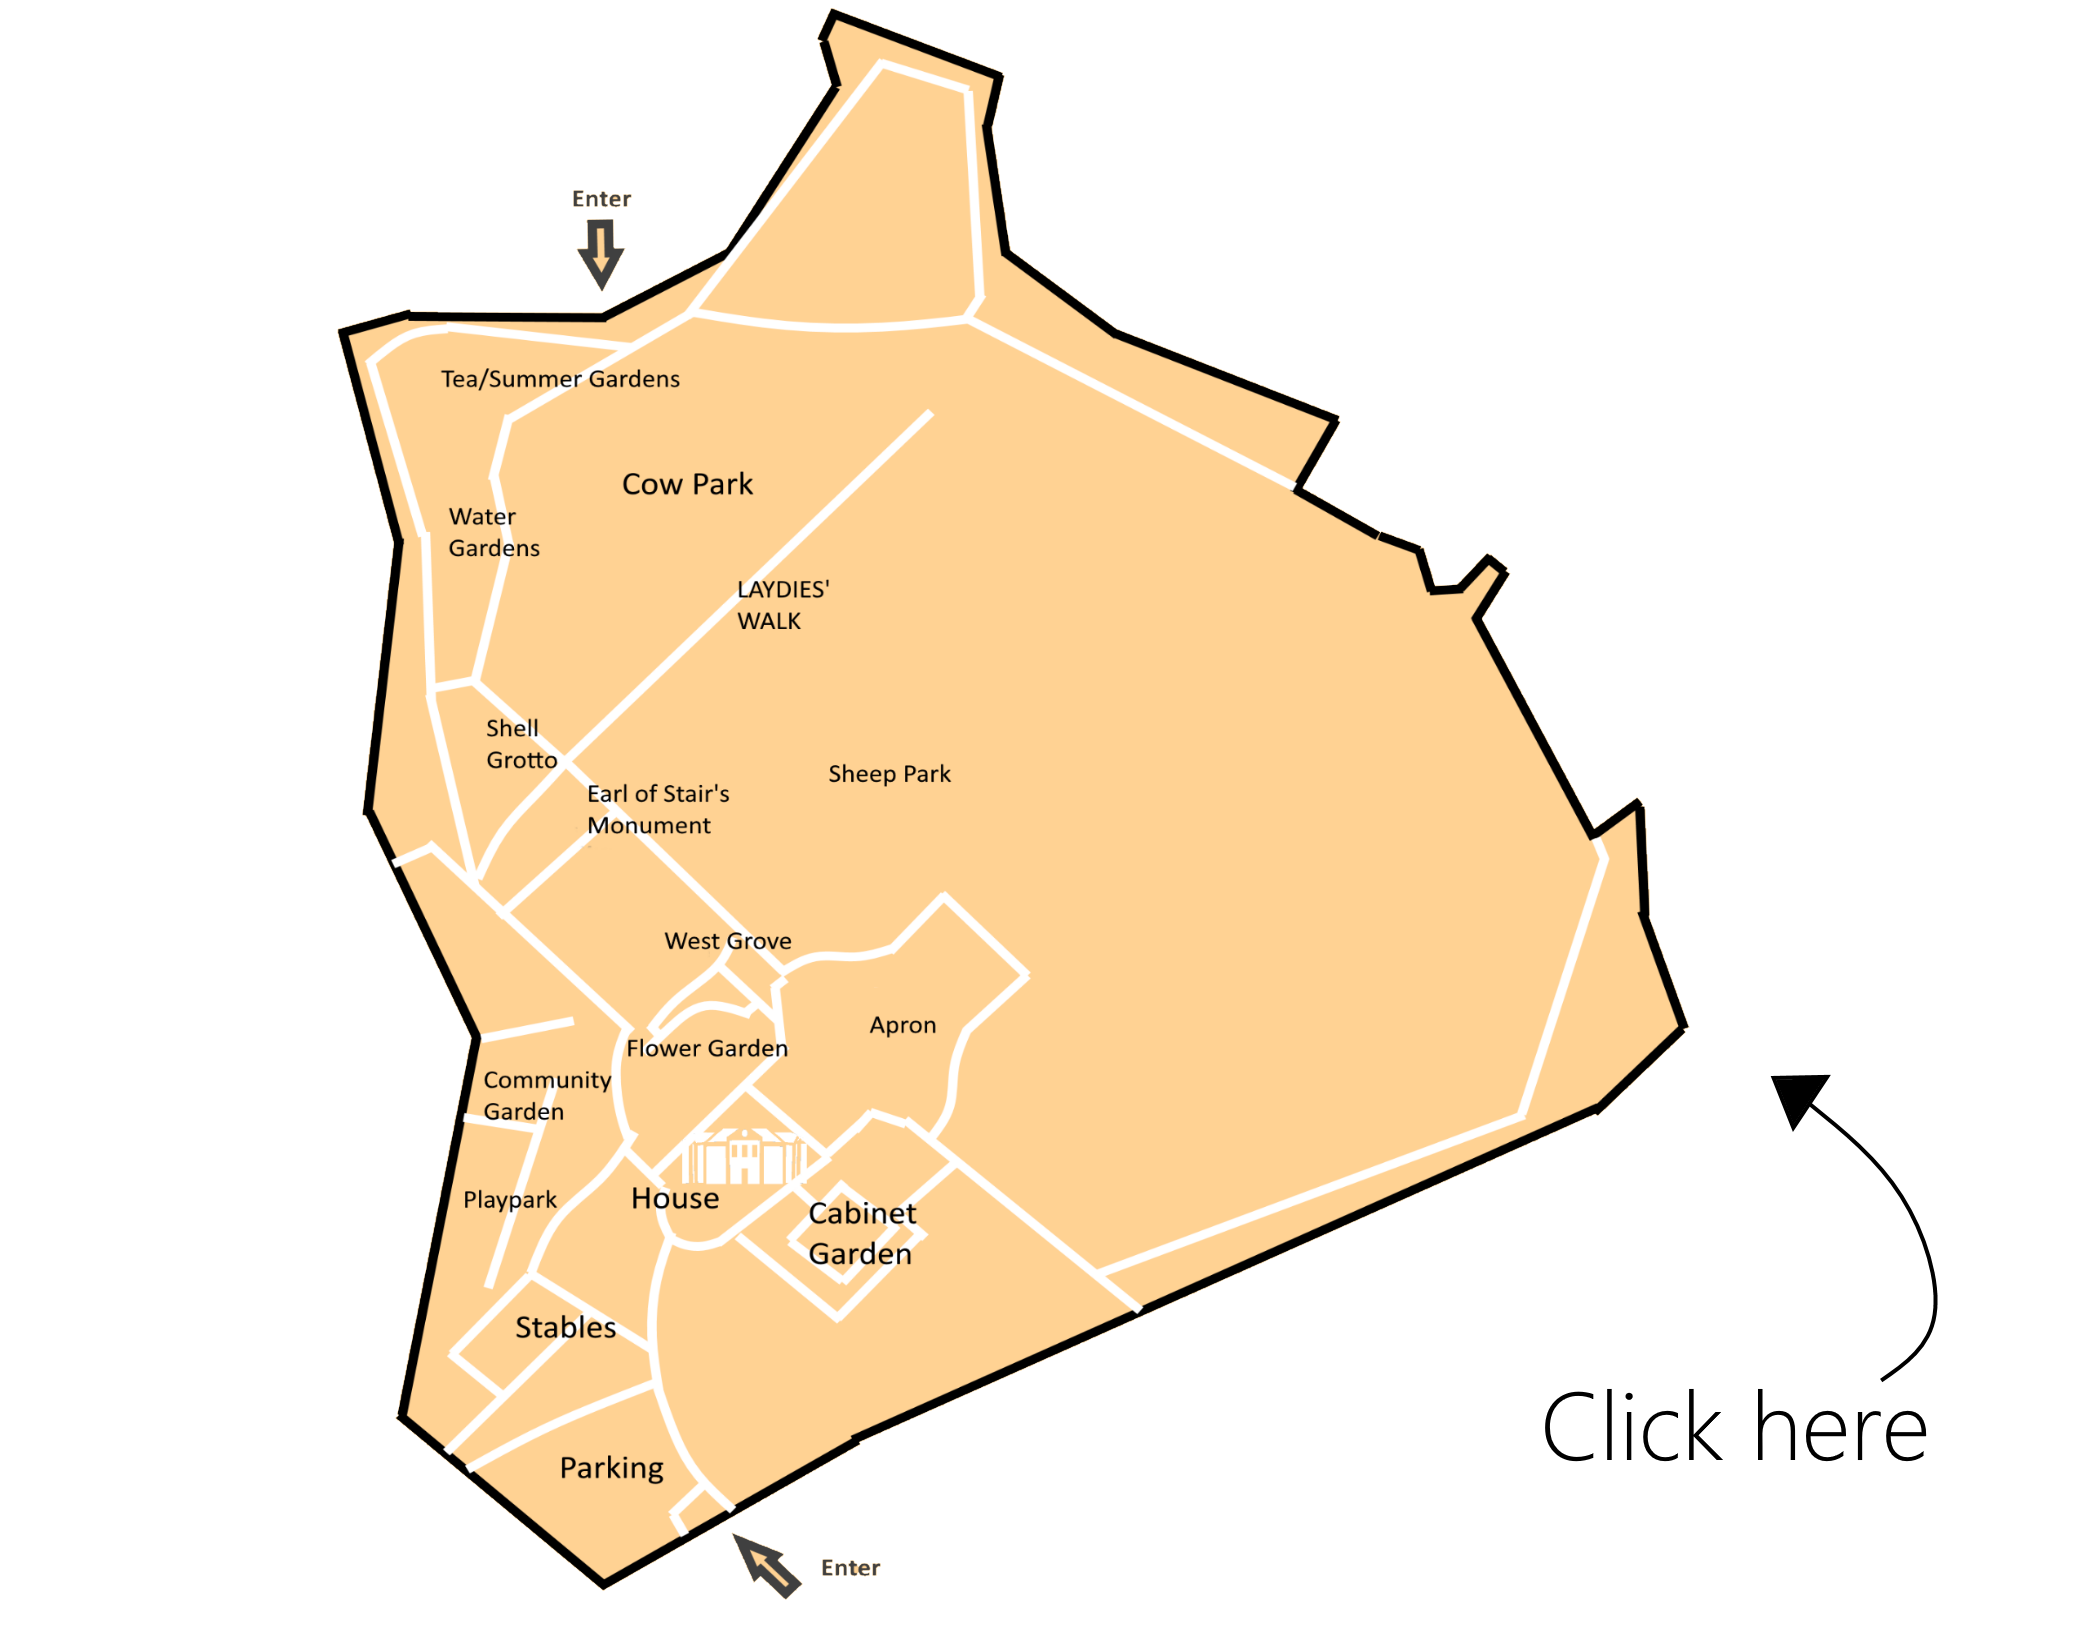 Enter
Tea/Summer Gardens
Cow Park
Water
Gardens
LAYDIES'
WALK
Shell
Grotto
Sheep Park
Earl of Stair's
Monument
West Grove
Apron
Flower Garden
Community
Garden
Playpark
House
Cabinet
Garden
Stables
Click here
Parking
Enter